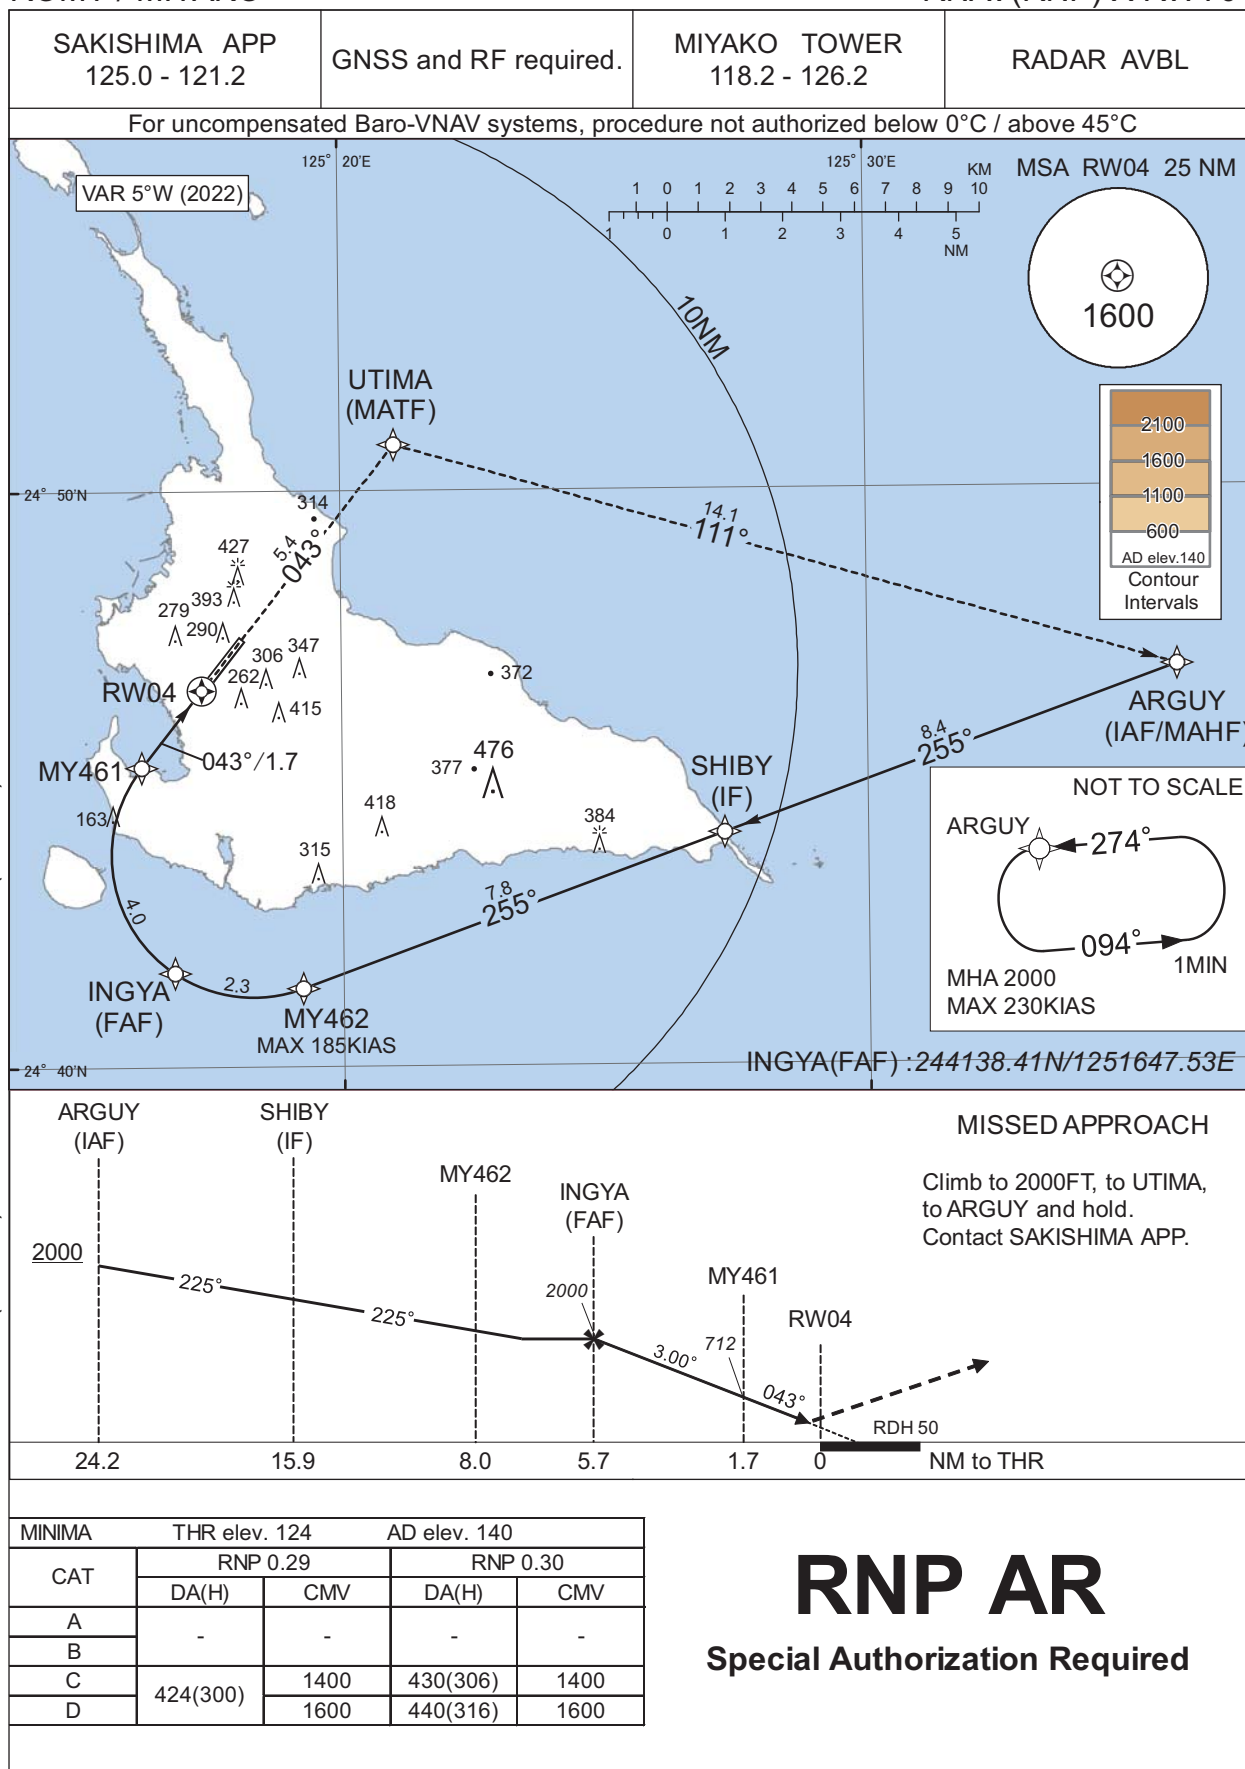 SAKISHIMA APP
125.0 - 121.2
GNSS and RF required.
MIYAKO TOWER
118.2 - 126.2
RADAR AVBL
For uncompensated Baro-VNAV systems, procedure not authorized below 0°C / above 45°C
125° 20'E
125° 30'E
VAR 5°W (2022)
KM
1 0 1 2 3 4 5 6 7 8 9 10
1 0 1 2 3 4 5
NM
MSA RW04 25 NM
1600
10NM
UTIMA
(MATF)
2100
1600
1100
600
AD elev.140
Contour
Intervals
24° 50'N
314
14.1
111°
5.4
043°
427
393
279
290
306
347
262
415
372
RW04
ARGUY
(IAF/MAHF)
8.4
255°
043°/1.7
MY461
476
377
SHIBY
(IF)
163
418
384
315
NOT TO SCALE
ARGUY
274°
094°
1MIN
MHA 2000
MAX 230KIAS
7.8
255°
4.0
2.3
INGYA
(FAF)
MY462
MAX 185KIAS
24° 40'N
INGYA(FAF) :244138.41N/1251647.53E
ARGUY
(IAF)
SHIBY
(IF)
MY462
INGYA
(FAF)
MY461
RW04
MISSED APPROACH
Climb to 2000FT, to UTIMA,
to ARGUY and hold.
Contact SAKISHIMA APP.
2000
225°
225°
2000
712
3.00°
043°
RDH 50
24.2 15.9 8.0 5.7 1.7 0 NM to THR
MINIMA THR elev. 124 AD elev. 140
CAT RNP 0.29 RNP 0.30
DA(H) CMV DA(H) CMV
A - - - -
B
C 424(300) 1400 430(306) 1400
D 1600 440(316) 1600
RNP AR
Special Authorization Required